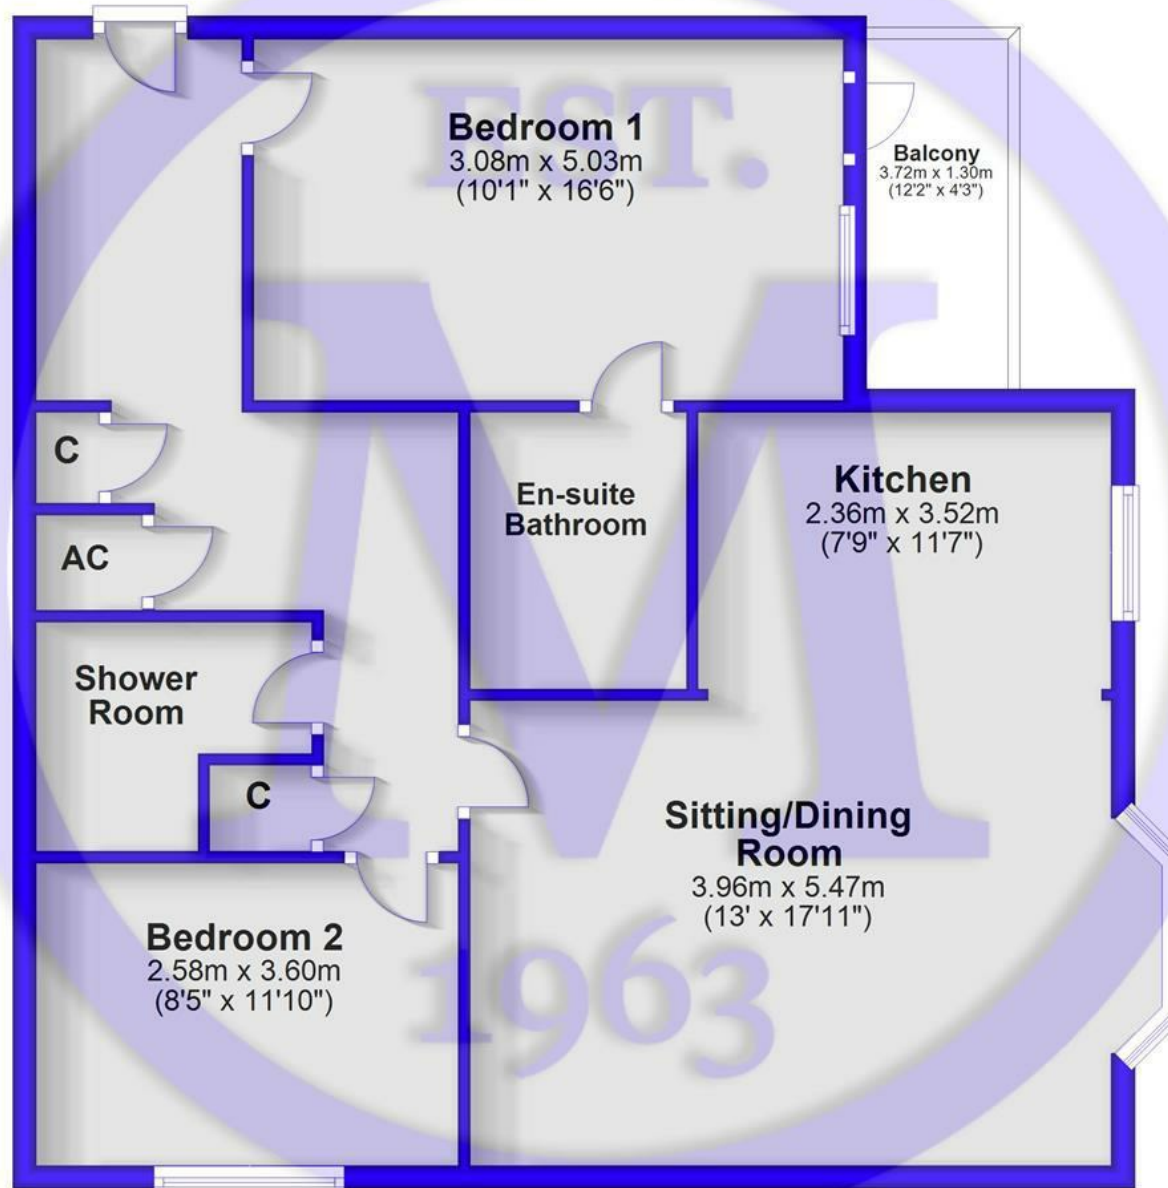 EST.
Bedroom 1
3.08m x 5.03m
(10'1" x 16'6")
Balcony
3.72m x 1.30m
(12'2" x 4'3")
C
AC
En-suite
Bathroom
Kitchen
2.36m x 3.52m
(7'9" x 11'7")
M
Shower
Room
C
Sitting/Dining
Room
3.96m x 5.47m
(13' x 17'11")
Bedroom 2
2.58m x 3.60m
(8'5" x 11'10")
1963